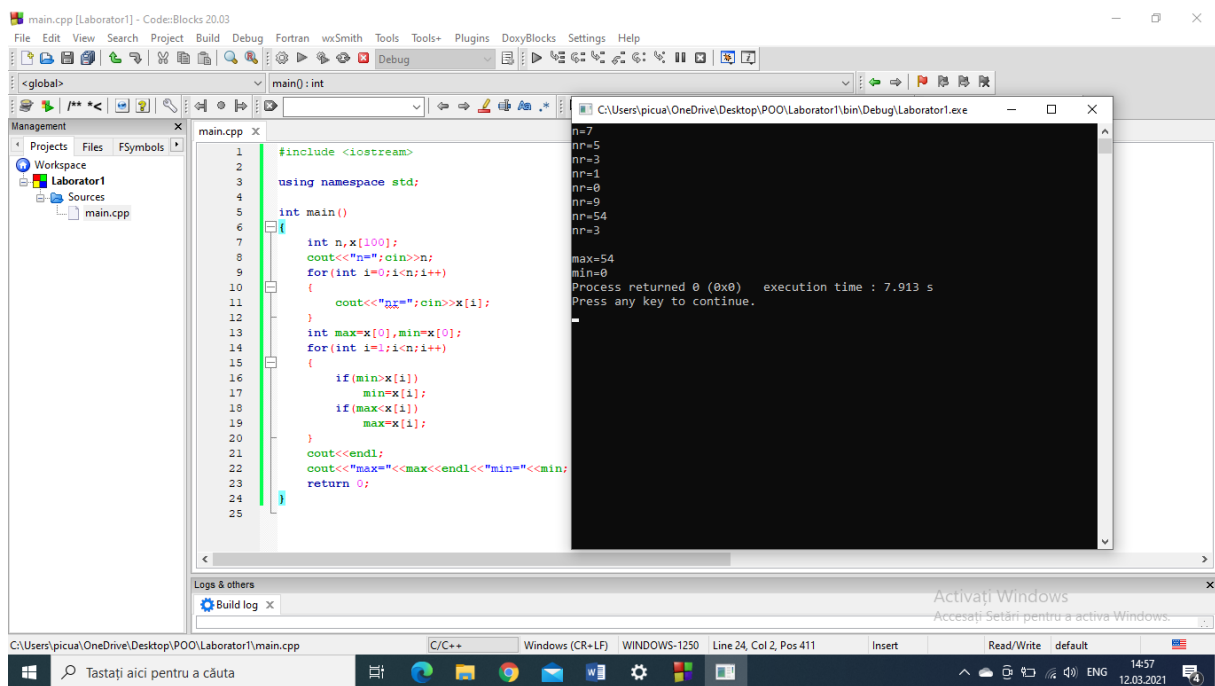 main.cpp [Laborator1] - Code::Blocks 20.03
File Edit View Search Project Build Debug Fortran wxSmith Tools Tools+ Plugins DoxyBlocks Settings Help
Debug
<global>
main() : int
/** *<
Management
Projects Files FSymbols
Workspace
Laborator1
Sources
main.cpp
main.cpp
1 #include <iostream>
2
3 using namespace std;
4
5 int main()
6 {
7 int n,x[100];
8 cout<<"n=";cin>>n;
9 for(int i=0;i<n;i++)
10 {
11 cout<<"nr=";cin>>x[i];
12 }
13 int max=x[0],min=x[0];
14 for(int i=1;i<n;i++)
15 {
16 if(min>x[i])
17 min=x[i];
18 if(max<x[i])
19 max=x[i];
20 }
21 cout<<endl;
22 cout<<"max="<<max<<endl<<"min="<<min;
23 return 0;
24 }
25
C:\Users\picua\OneDrive\Desktop\POO\Laborator1\bin\Debug\Laborator1.exe
n=7
nr=5
nr=3
nr=1
nr=0
nr=9
nr=54
nr=3
max=54
min=0
Process returned 0 (0x0) execution time : 7.913 s
Press any key to continue.
Logs & others
Build log
Activați Windows
Accesați Setări pentru a activa Windows.
C:\Users\picua\OneDrive\Desktop\POO\Laborator1\main.cpp C/C++ Windows (CR+LF) WINDOWS-1250 Line 24, Col 2, Pos 411 Insert Read/Write default
Tastați aici pentru a căuta
ENG
14:57
12.03.2021
4